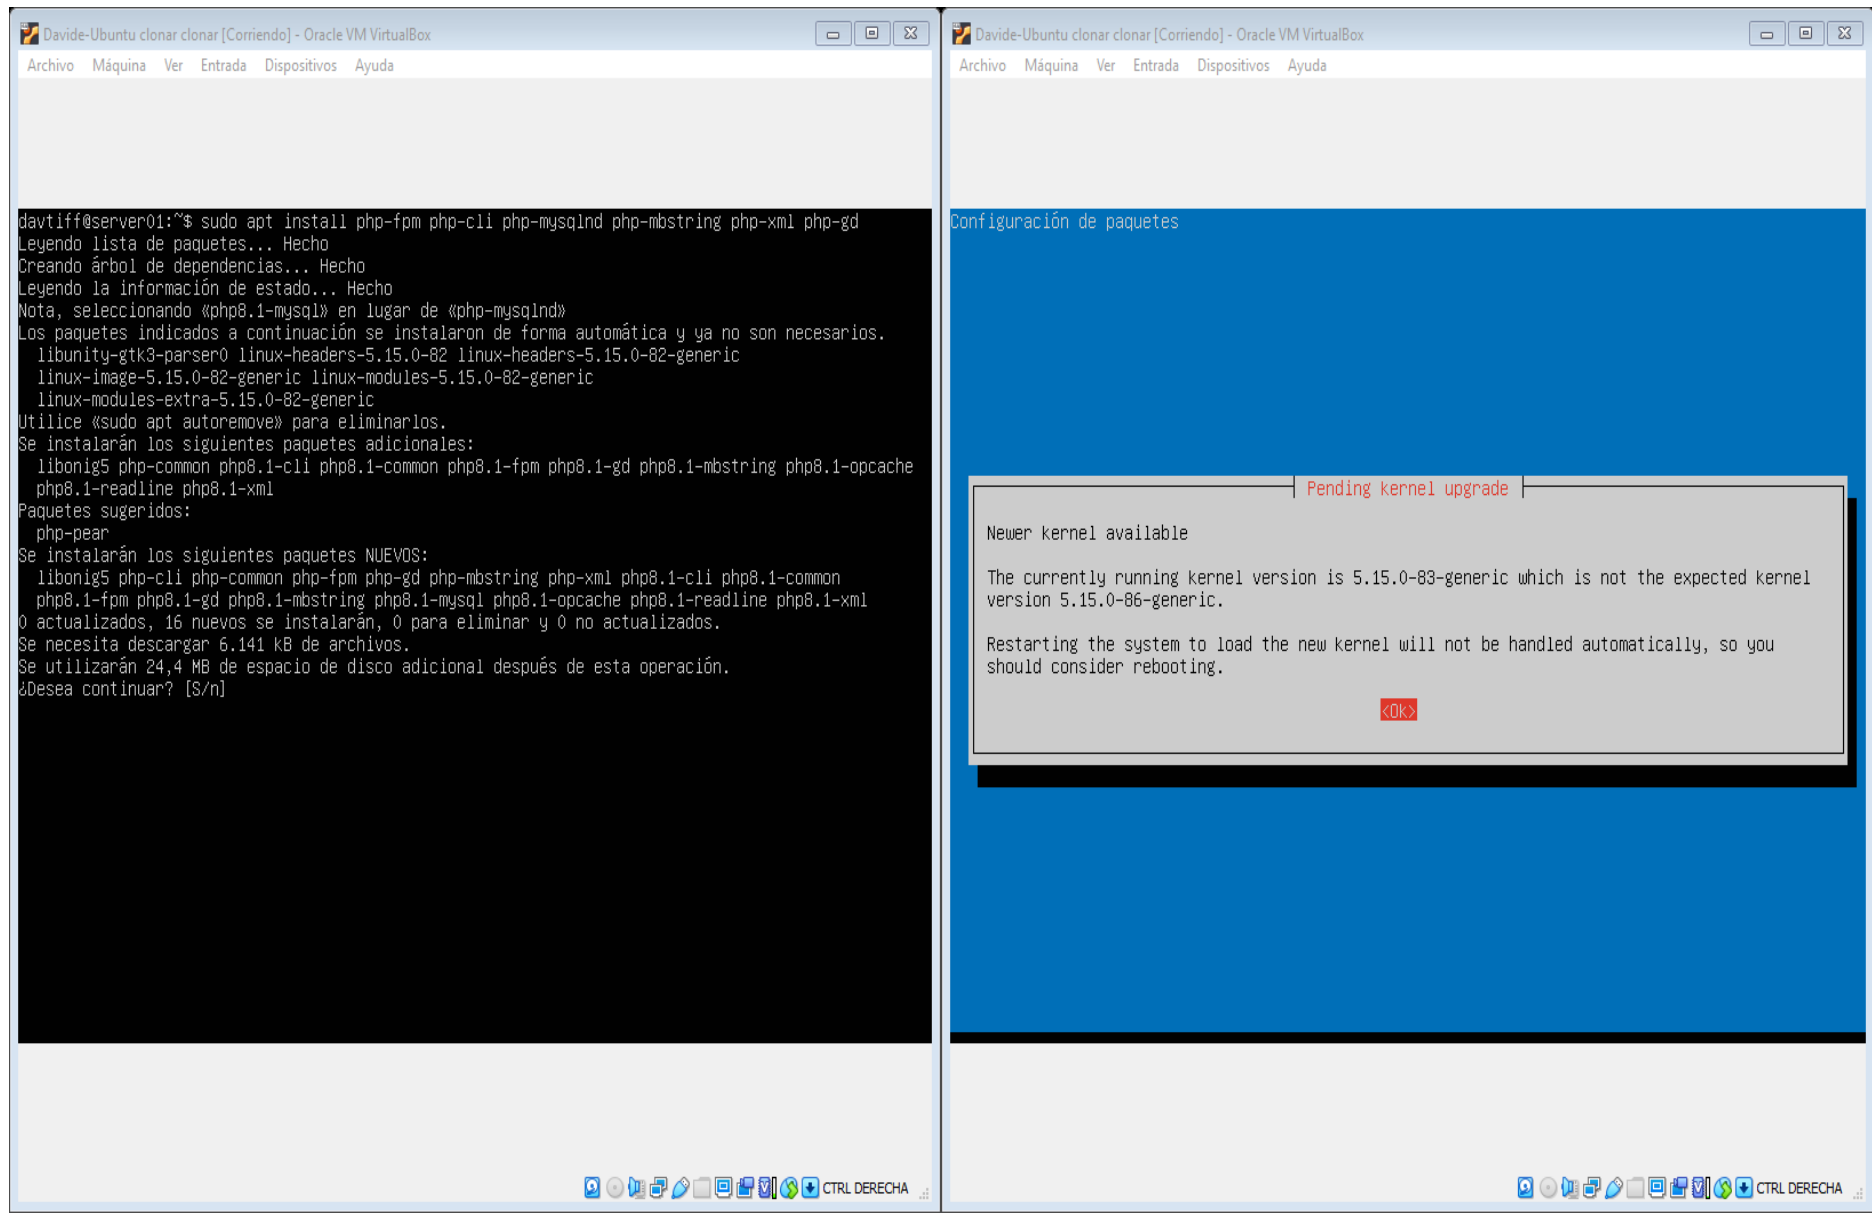 Davide-Ubuntu clonar clonar [Corriendo] - Oracle VM VirtualBox
Archivo Máquina Ver Entrada Dispositivos Ayuda
davtiff@server01:~$ sudo apt install php-fpm php-cli php-mysqlnd php-mbstring php-xml php-gd
Leyendo lista de paquetes... Hecho
Creando árbol de dependencias... Hecho
Leyendo la información de estado... Hecho
Nota, seleccionando «php8.1-mysql» en lugar de «php-mysqlnd»
Los paquetes indicados a continuación se instalaron de forma automática y ya no son necesarios.
libunity-gtk3-parser0 linux-headers-5.15.0-82 linux-headers-5.15.0-82-generic
linux-image-5.15.0-82-generic linux-modules-5.15.0-82-generic
linux-modules-extra-5.15.0-82-generic
Utilice «sudo apt autoremove» para eliminarlos.
Se instalarán los siguientes paquetes adicionales:
libonig5 php-common php8.1-cli php8.1-common php8.1-fpm php8.1-gd php8.1-mbstring php8.1-opcache
php8.1-readline php8.1-xml
Paquetes sugeridos:
php-pear
Se instalarán los siguientes paquetes NUEVOS:
libonig5 php-cli php-common php-fpm php-gd php-mbstring php-xml php8.1-cli php8.1-common
php8.1-fpm php8.1-gd php8.1-mbstring php8.1-mysql php8.1-opcache php8.1-readline php8.1-xml
0 actualizados, 16 nuevos se instalarán, 0 para eliminar y 0 no actualizados.
Se necesita descargar 6.141 kB de archivos.
Se utilizarán 24,4 MB de espacio de disco adicional después de esta operación.
¿Desea continuar? [S/n]
CTRL DERECHA
Davide-Ubuntu clonar clonar [Corriendo] - Oracle VM VirtualBox
Archivo Máquina Ver Entrada Dispositivos Ayuda
Configuración de paquetes
Pending kernel upgrade
Newer kernel available
The currently running kernel version is 5.15.0-83-generic which is not the expected kernel
version 5.15.0-86-generic.
Restarting the system to load the new kernel will not be handled automatically, so you
should consider rebooting.
<Ok>
CTRL DERECHA